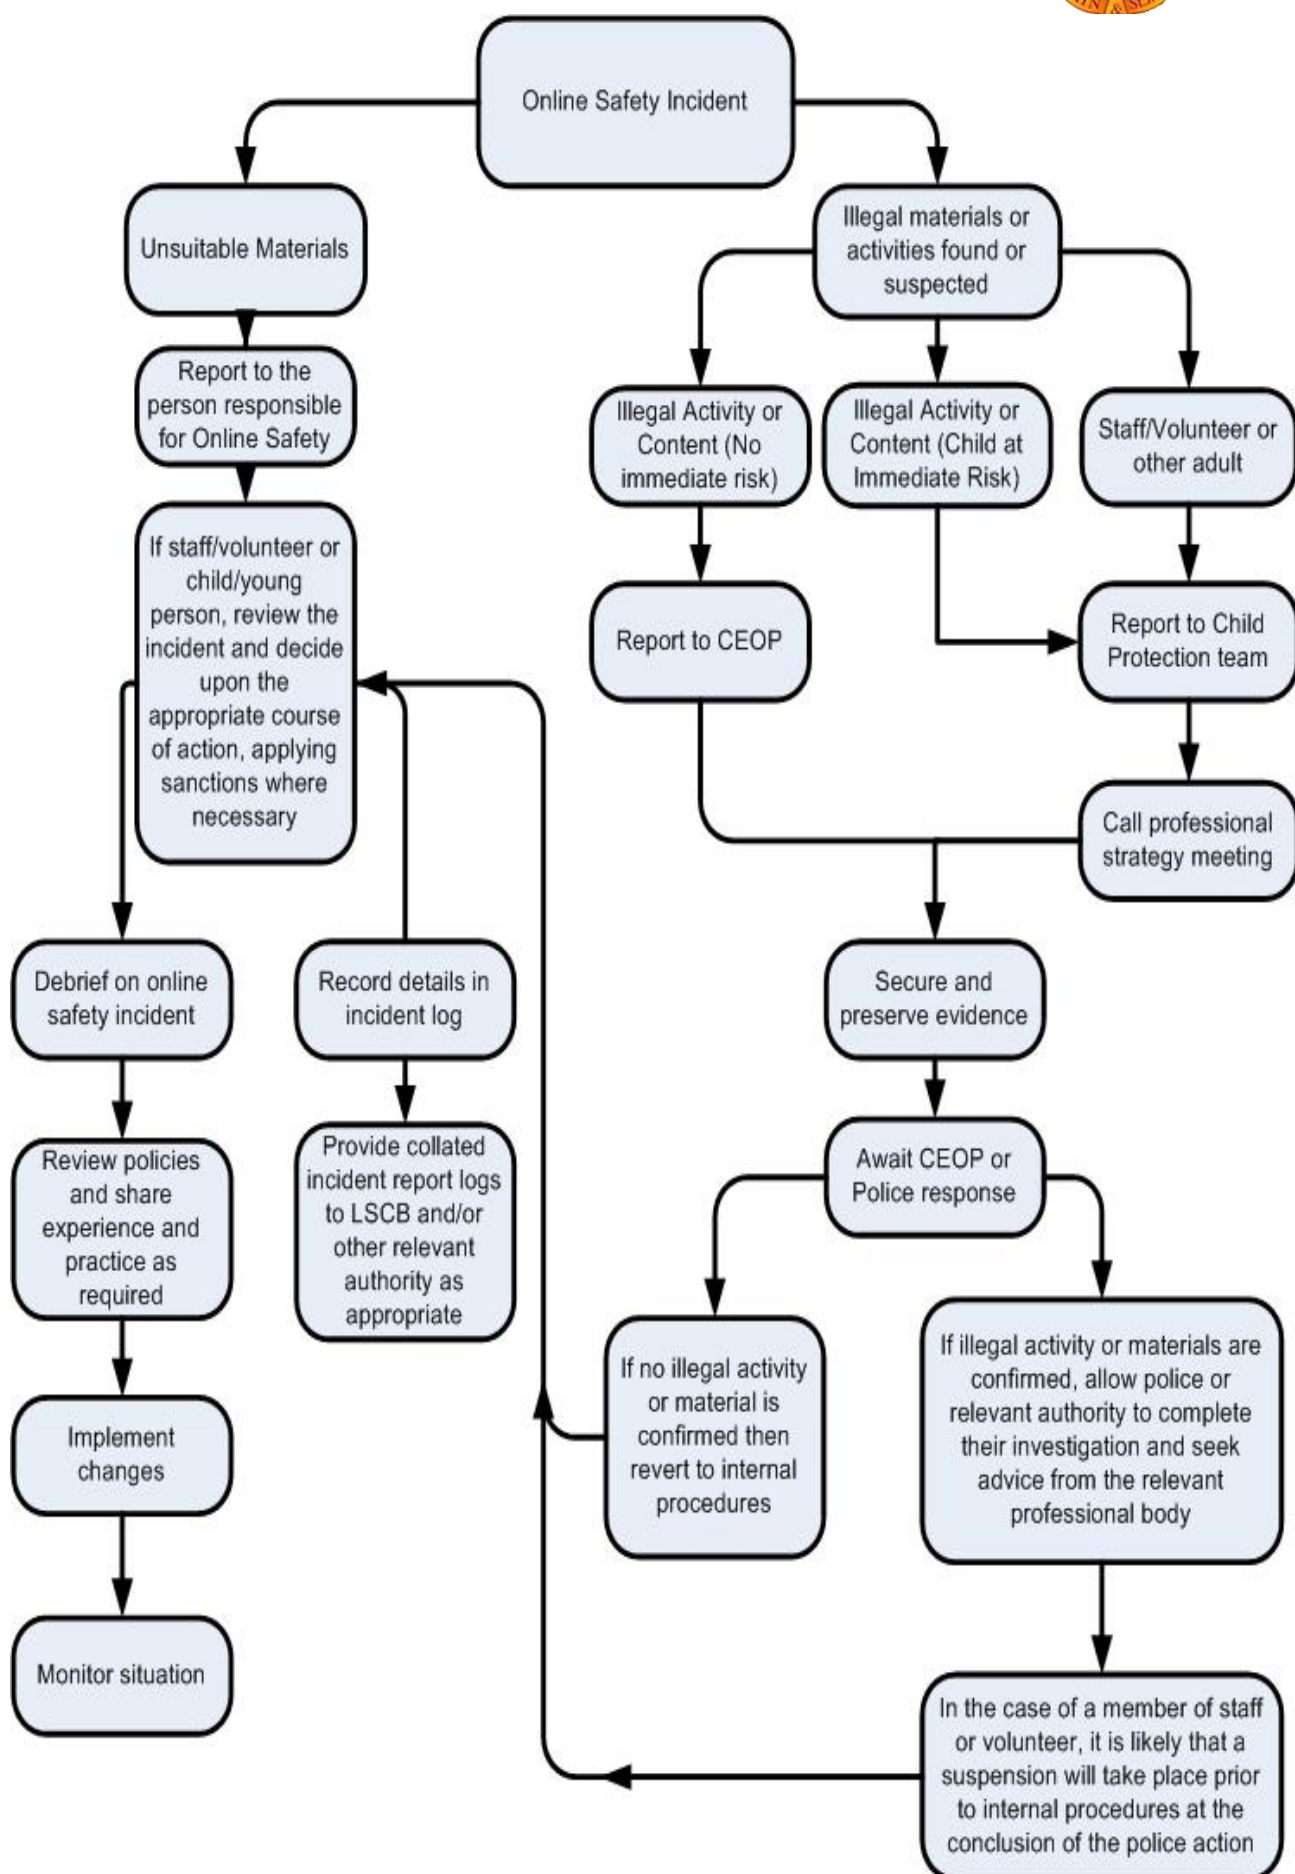 & SE
Online Safety Incident
Unsuitable Materials
Illegal materials or
activities found or
suspected
Report to the
person responsible
for Online Safety
Illegal Activity or
Content (No
immediate risk)
Illegal Activity or
Content (Child at
Immediate Risk)
Staff/Volunteer or
other adult
If staff/volunteer or
child/young
person, review the
incident and decide
upon the
appropriate course
of action, applying
sanctions where
necessary
Report to CEOP
Report to Child
Protection team
Call professional
strategy meeting
Debrief on online
safety incident
Record details in
incident log
Secure and
preserve evidence
Review policies
and share
experience and
practice as
required
Provide collated
incident report logs
to LSCB and/or
other relevant
authority as
appropriate
Await CEOP or
Police response
If no illegal activity
or material is
confirmed then
revert to internal
procedures
If illegal activity or materials are
confirmed, allow police or
relevant authority to complete
their investigation and seek
advice from the relevant
professional body
Implement
changes
Monitor situation
In the case of a member of staff
or volunteer, it is likely that a
suspension will take place prior
to internal procedures at the
conclusion of the police action